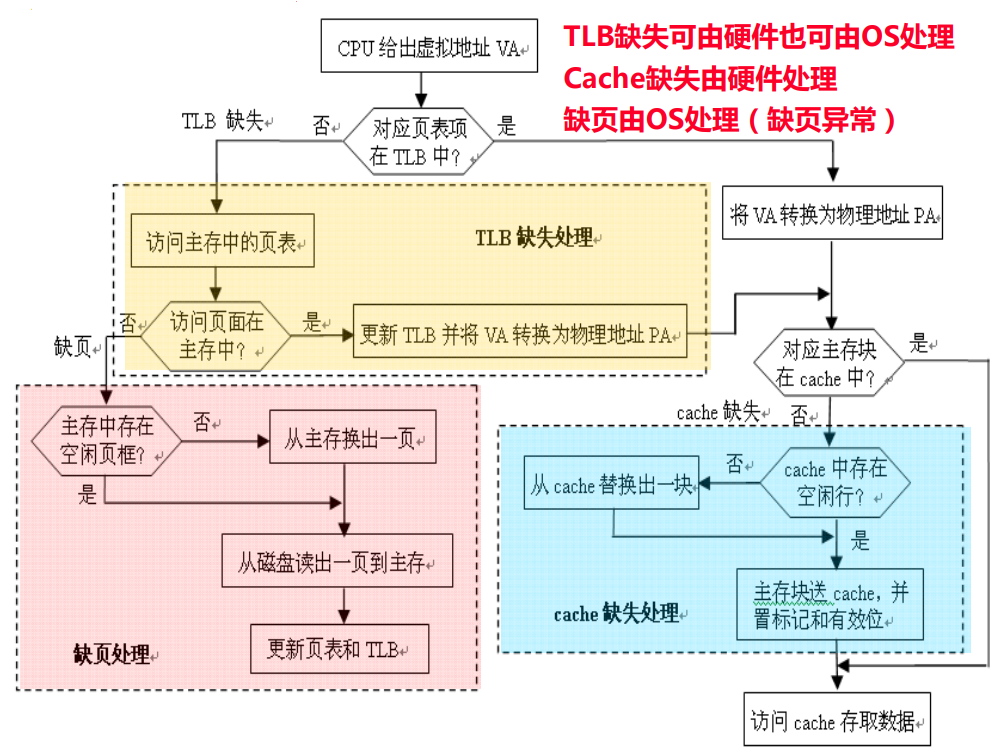 CPU 给出虚拟地址 VA
TLB缺失可由硬件也可由OS处理
Cache缺失由硬件处理
缺页由OS处理（缺页异常）
TLB 缺失
否
对应页表项
在 TLB 中？
是
将 VA 转换为物理地址 PA
访问主存中的页表
TLB 缺失处理
否
访问页面在
主存中？
是
更新 TLB 并将 VA 转换为物理地址 PA
缺页
对应主存块
在 cache 中？
是
cache 缺失
否
主存中存在
空闲页框？
否
从主存换出一页
是
从磁盘读出一页到主存
更新页表和 TLB
缺页处理
cache 中存在
空闲行？
否
从 cache 替换出一块
是
主存块送 cache，并
置标记和有效位
cache 缺失处理
访问 cache 存取数据